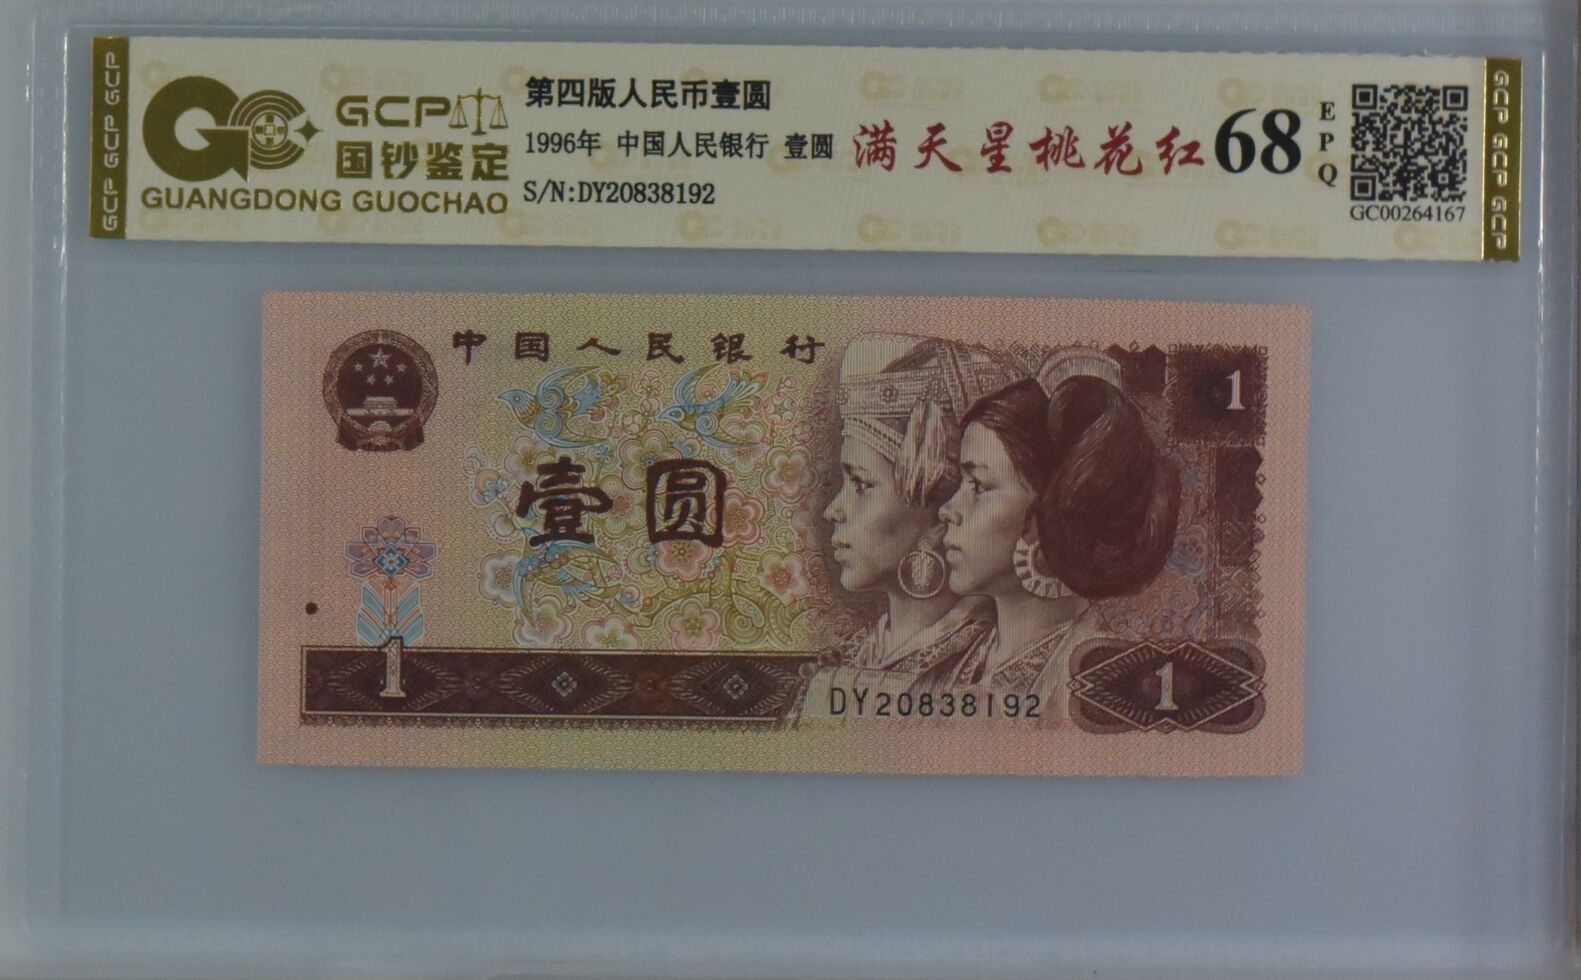 GCP GCP GCP
GCP
国钞鉴定
GUANGDONG GUOCHAO
第四版人民币壹圆
1996年 中国人民银行 壹圆
S/N:DY20838192
满天星桃花红
68
EPQ
GC00264167
GCP GCP GCP
中国人民银行
1
壹圆
1
DY20838192
1